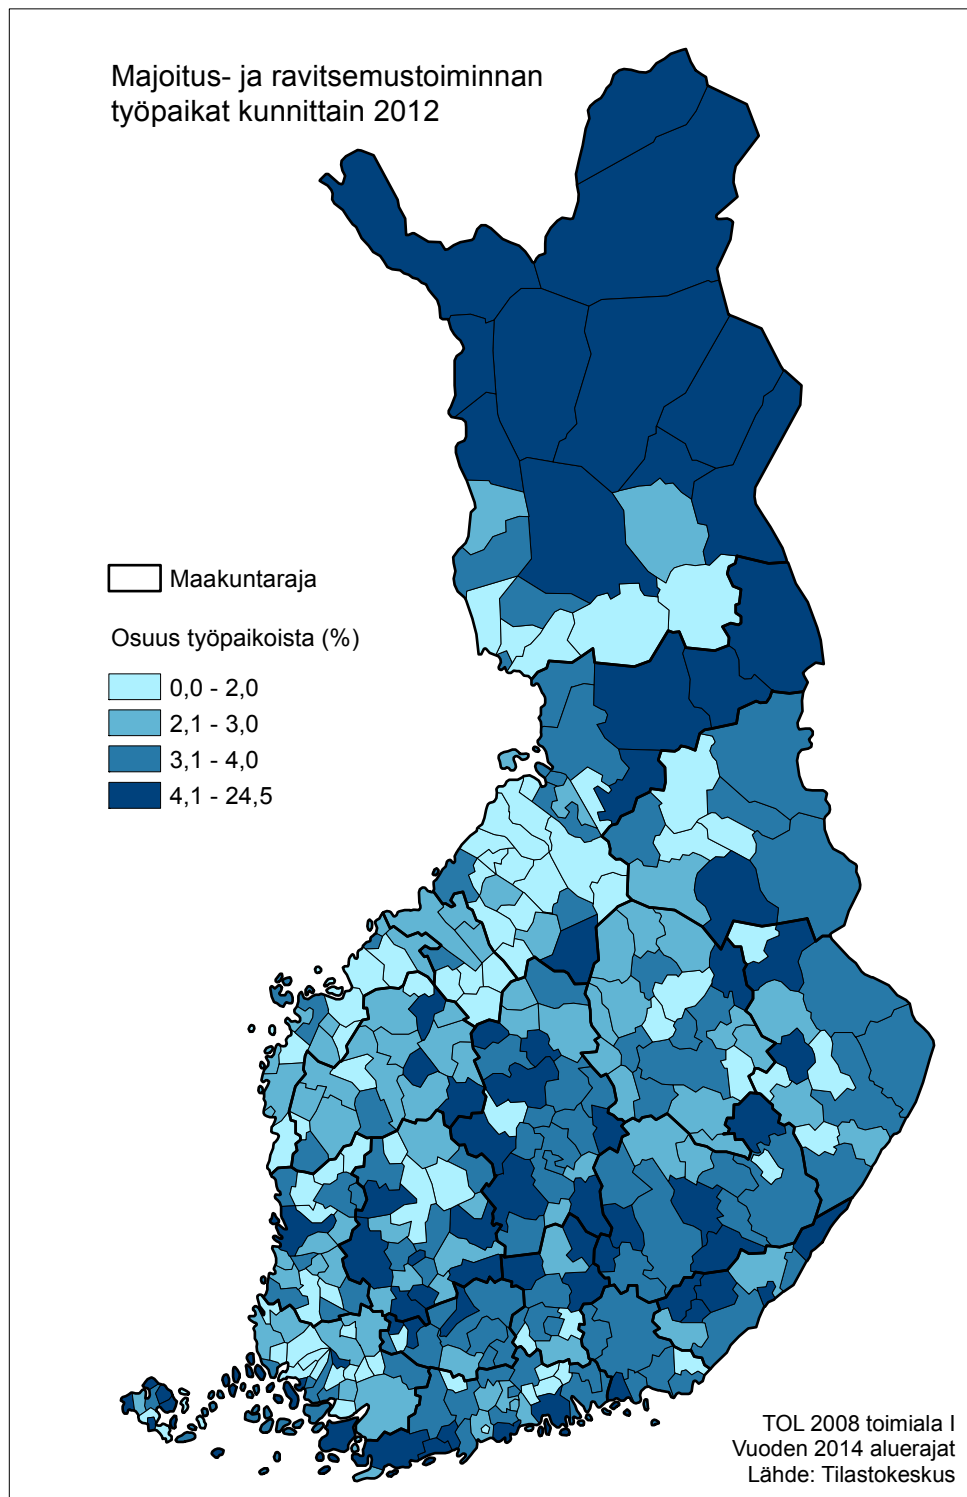 Majoitus- ja ravitsemustoiminnan
työpaikat kunnittain 2012
Maakuntaraja
Osuus työpaikoista (%)
0,0 - 2,0
2,1 - 3,0
3,1 - 4,0
4,1 - 24,5
TOL 2008 toimiala I
Vuoden 2014 aluerajat
Lähde: Tilastokeskus